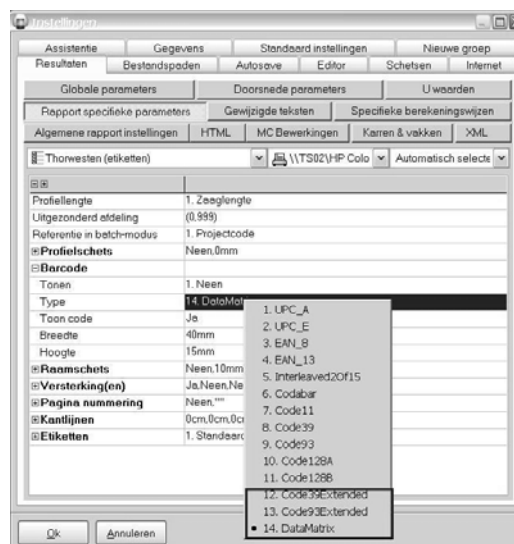 Instellingen
Assistentie Gegevens Standaard instellingen Nieuwe groep
Resultaten Bestandspaden Autosave Editor Schetsen Internet
Globale parameters Doorsnede parameters U waarden
Rapport specifieke parameters Gewijzigde teksten Specifieke berekeningswijzen
Algemene rapport instellingen HTML MC Bewerkingen Karren & vakken XML
Thorwesten (etiketten) \\TS02\HP Colo Automatisch selecte
Profiellengte 1. Zaaglengte
Uitgezonderd afdeling (0,999)
Referentie in batch-modus 1. Projectcode
Profielschets Neen,0mm
Barcode
Tonen 1. Neen
Type 14. DataMat
Toon code Ja
Breedte 40mm
Hoogte 15mm
Raamschets Neen,10mm
Versterking(en) Ja,Neen,Ne
Pagina nummering Neen,""
Kantlijnen 0cm,0cm,0c
Etiketten 1. Standaard
1. UPC_A
2. UPC_E
3. EAN_8
4. EAN_13
5. Interleaved2Of15
6. Codabar
7. Code11
8. Code39
9. Code93
10. Code128A
11. Code128B
12. Code39Extended
13. Code93Extended
14. DataMatrix
Ok Annuleren